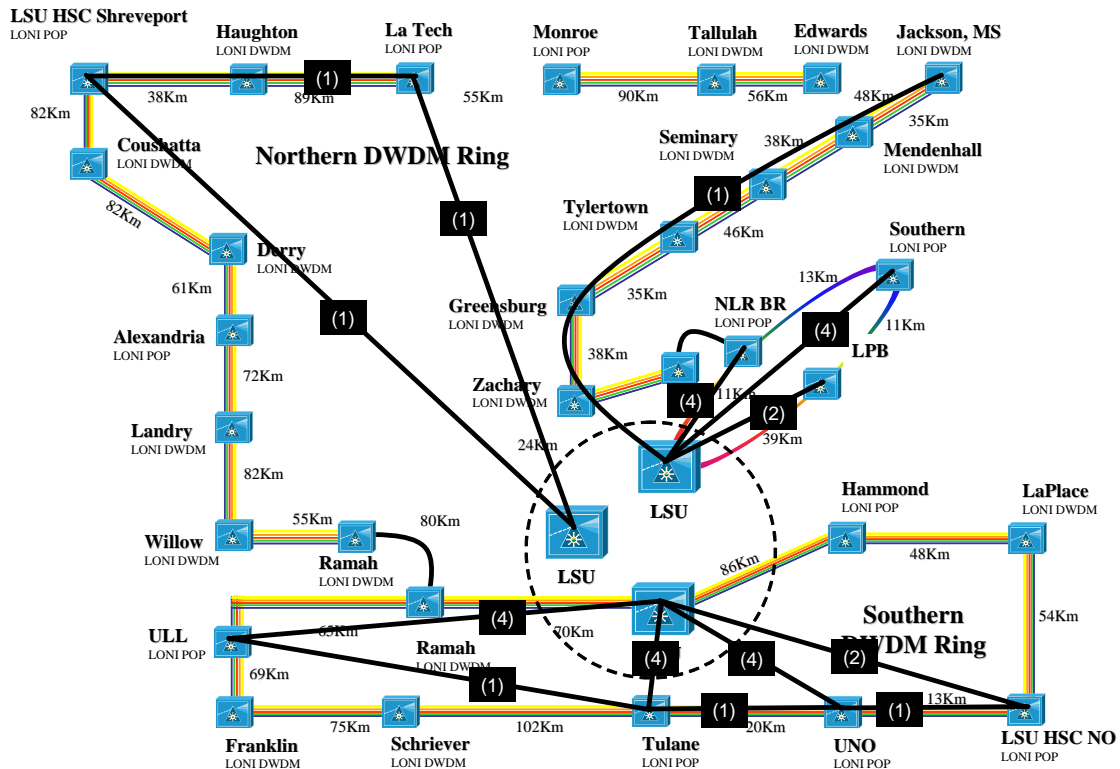 LSU HSC Shreveport
LONI POP
Haughton
LONI DWDM
La Tech
LONI POP
Monroe
LONI POP
Tallulah
LONI DWDM
Edwards
LONI DWDM
Jackson, MS
LONI DWDM
(1)
38Km
89Km
55Km
90Km
56Km
48Km
35Km
82Km
Coushatta
LONI DWDM
Northern DWDM Ring
Seminary
LONI DWDM
38Km
Mendenhall
LONI DWDM
(1)
82Km
(1)
Tylertown
LONI DWDM
46Km
Southern
LONI POP
Derry
LONI DWDM
61Km
13Km
35Km
Greensburg
LONI DWDM
NLR BR
LONI POP
11Km
(1)
(4)
Alexandria
LONI POP
LPB
38Km
72Km
Zachary
LONI DWDM
(4)
11Km
(2)
Landry
LONI DWDM
24Km
39Km
82Km
LSU
Hammond
LONI POP
LaPlace
LONI DWDM
55Km
80Km
Willow
LONI DWDM
Ramah
LONI DWDM
LSU
86Km
48Km
54Km
(4)
65Km
70Km
Southern
DWDM Ring
ULL
LONI POP
Ramah
LONI DWDM
(4)
(4)
(2)
69Km
(1)
13Km
(1)
(1)
75Km
102Km
20Km
Franklin
LONI DWDM
Schriever
LONI DWDM
Tulane
LONI POP
UNO
LONI POP
LSU HSC NO
LONI POP